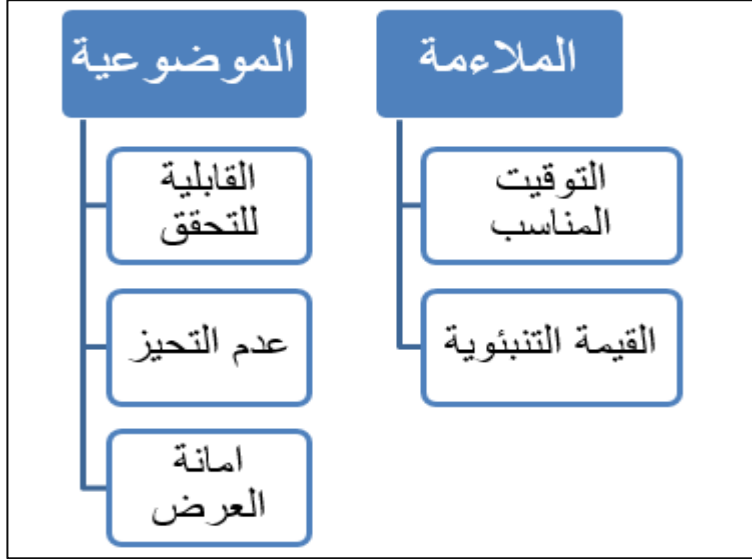 الملاءمة
التوقيت
المناسب
القيمة التنبئوية
الموضوعية
القابلية
للتحقق
عدم التحيز
امانة
العرض